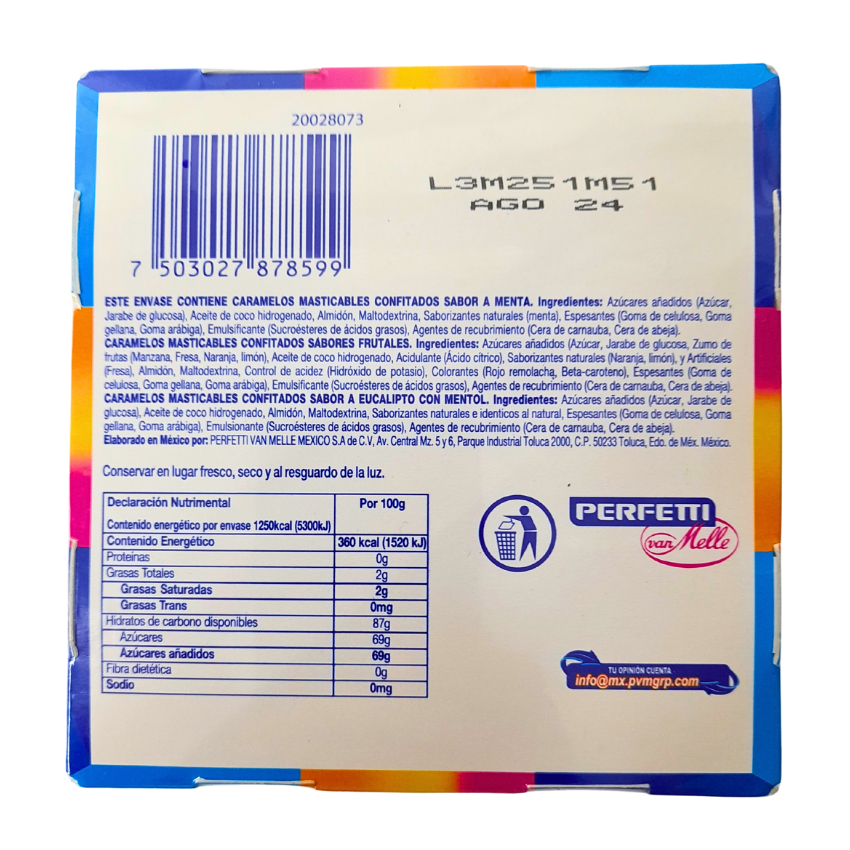 20028073
7 503027 878599
L3M251M51
AGO 24
ESTE ENVASE CONTIENE CARAMELOS MASTICABLES CONFITADOS SABOR A MENTA. Ingredientes: Azúcares añadidos (Azúcar,
Jarabe de glucosa), Aceite de coco hidrogenado, Almidón, Maltodextrina, Saborizantes naturales (menta), Espesantes (Goma de celulosa, Goma
gellana, Goma arábiga), Emulsificante (Sucroésteres de ácidos grasos), Agentes de recubrimiento (Cera de carnauba, Cera de abeja).
CARAMELOS MASTICABLES CONFITADOS SABORES FRUTALES. Ingredientes: Azúcares añadidos (Azúcar, Jarabe de glucosa, Zumo de
frutas (Manzana, Fresa, Naranja, limón), Aceite de coco hidrogenado, Acidulante (Ácido cítrico), Saborizantes naturales (Naranja, limón), y Artificiales
(Fresa), Almidón, Maltodextrina, Control de acidez (Hidróxido de potasio), Colorantes (Rojo remolacha, Beta-caroteno), Espesantes (Goma de
celulosa, Goma gellana, Goma arábiga), Emulsificante (Sucroésteres de ácidos grasos), Agentes de recubrimiento (Cera de carnauba, Cera de abeja).
CARAMELOS MASTICABLES CONFITADOS SABOR A EUCALIPTO CON MENTOL. Ingredientes: Azúcares añadidos (Azúcar, Jarabe de
glucosa), Aceite de coco hidrogenado, Almidón, Maltodextrina, Saborizantes naturales e identicos al natural, Espesantes (Goma de celulosa, Goma
gellana, Goma arábiga), Emulsionante (Sucroésteres de ácidos grasos), Agentes de recubrimiento (Cera de carnauba, Cera de abeja).
Elaborado en México por: PERFETTI VAN MELLE MEXICO S.A de C.V, Av. Central Mz. 5 y 6, Parque Industrial Toluca 2000, C.P. 50233 Toluca, Edo. de Méx. México.
Conservar en lugar fresco, seco y al resguardo de la luz.
Declaración Nutrimental Por 100g
Contenido energético por envase 1250kcal (5300kJ)
Contenido Energético 360 kcal (1520 kJ)
Proteínas 0g
Grasas Totales 2g
Grasas Saturadas 2g
Grasas Trans 0mg
Hidratos de carbono disponibles 87g
Azúcares 69g
Azúcares añadidos 69g
Fibra dietética 0g
Sodio 0mg
PERFETTI
van Melle
TU OPINIÓN CUENTA
info@mx.pvmgrp.com